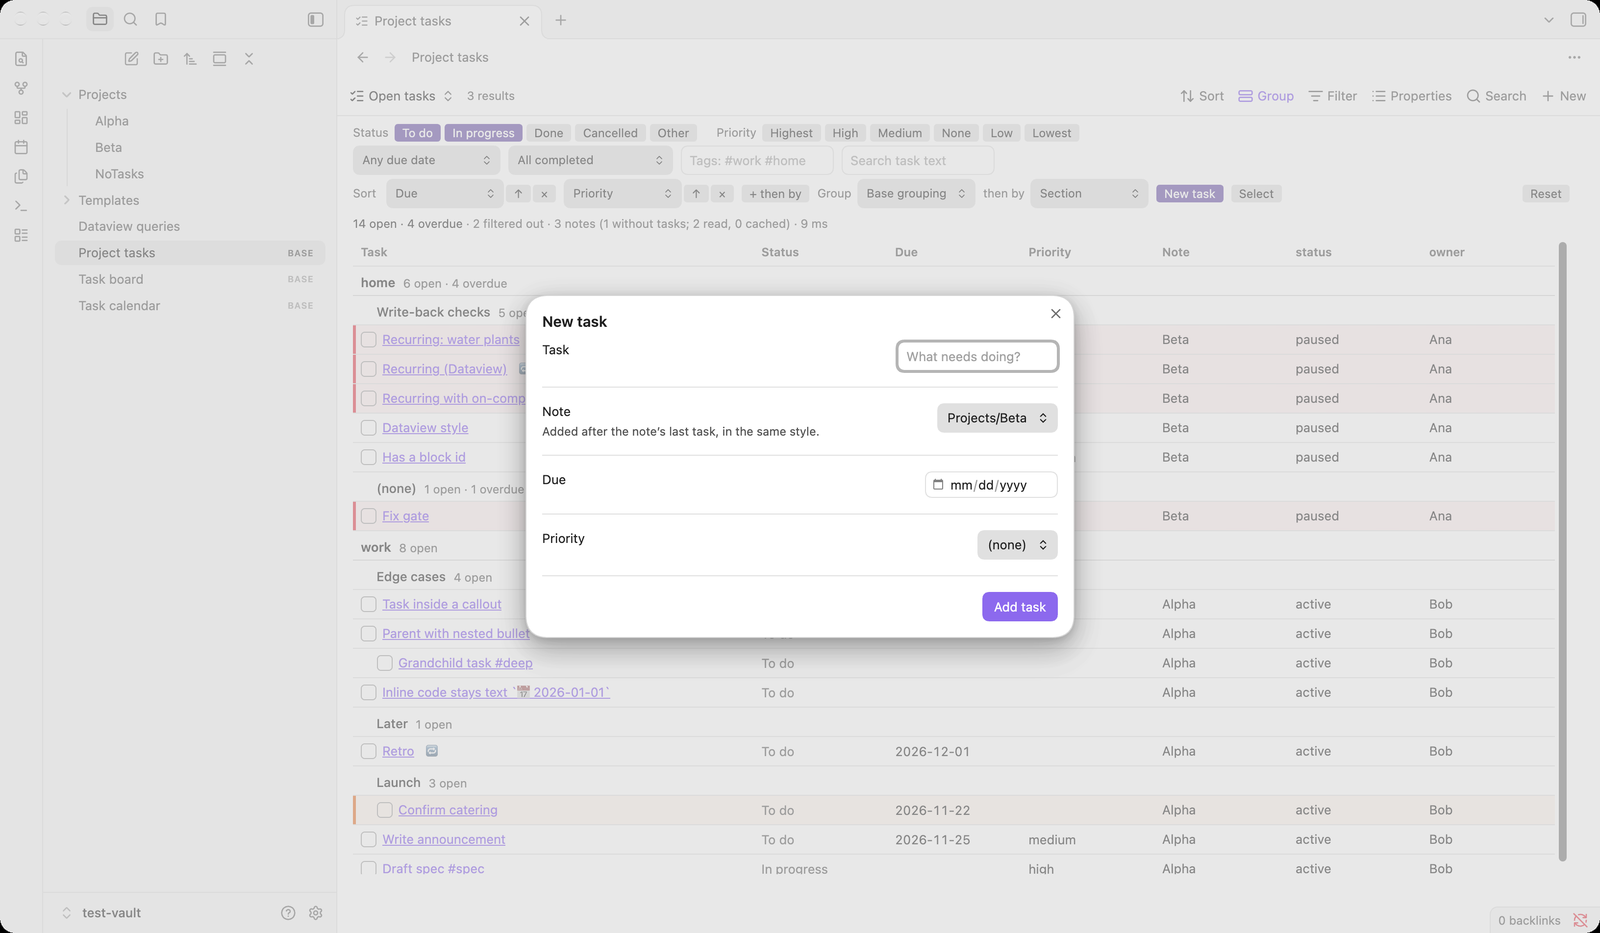 Project tasks
Project tasks
Open tasks 3 results Sort Group Filter Properties Search New
Projects
Alpha
Beta
NoTasks
Templates
Dataview queries
Project tasks BASE
Task board BASE
Task calendar BASE
test-vault
Status To do In progress Done Cancelled Other Priority Highest High Medium None Low Lowest
Any due date All completed Tags: #work #home Search task text
Sort Due ↑ × Priority ↑ × + then by Group Base grouping then by Section New task Select Reset
14 open · 4 overdue · 2 filtered out · 3 notes (1 without tasks; 2 read, 0 cached) · 9 ms
Task Status Due Priority Note status owner
home 6 open · 4 overdue
Write-back checks 5 ope
Recurring: water plants Beta paused Ana
Recurring (Dataview) Beta paused Ana
Recurring with on-comp Beta paused Ana
Dataview style Beta paused Ana
Has a block id Beta paused Ana
(none) 1 open · 1 overdue
Fix gate Beta paused Ana
work 8 open
Edge cases 4 open
Task inside a callout Alpha active Bob
Parent with nested bullet Alpha active Bob
Grandchild task #deep To do Alpha active Bob
Inline code stays text `📅 2026-01-01` To do Alpha active Bob
Later 1 open
Retro To do 2026-12-01 Alpha active Bob
Launch 3 open
Confirm catering To do 2026-11-22 Alpha active Bob
Write announcement To do 2026-11-25 medium Alpha active Bob
Draft spec #spec In progress high Alpha active Bob
0 backlinks
New task
Task What needs doing?
Note Projects/Beta
Added after the note's last task, in the same style.
Due mm/dd/yyyy
Priority (none)
Add task